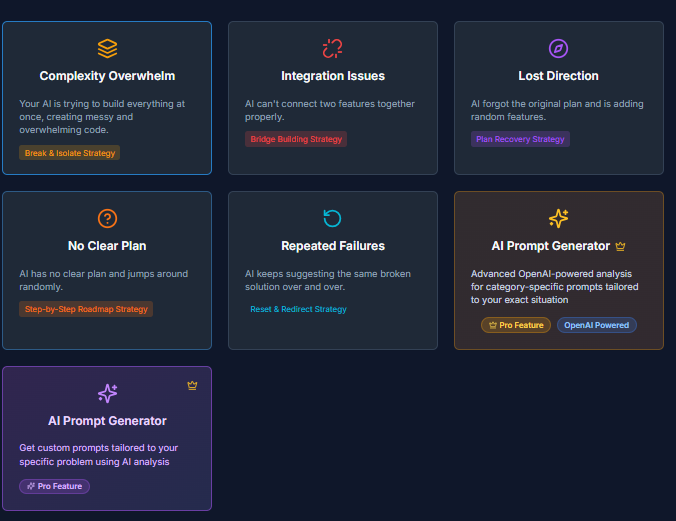 Complexity Overwhelm
Your AI is trying to build everything at
once, creating messy and
overwhelming code.
Break & Isolate Strategy
Integration Issues
AI can't connect two features together
properly.
Bridge Building Strategy
Lost Direction
AI forgot the original plan and is adding
random features.
Plan Recovery Strategy
No Clear Plan
AI has no clear plan and jumps around
randomly.
Step-by-Step Roadmap Strategy
Repeated Failures
AI keeps suggesting the same broken
solution over and over.
Reset & Redirect Strategy
AI Prompt Generator
Advanced OpenAI-powered analysis
for category-specific prompts tailored
to your exact situation
Pro Feature
OpenAI Powered
AI Prompt Generator
Get custom prompts tailored to your
specific problem using AI analysis
Pro Feature